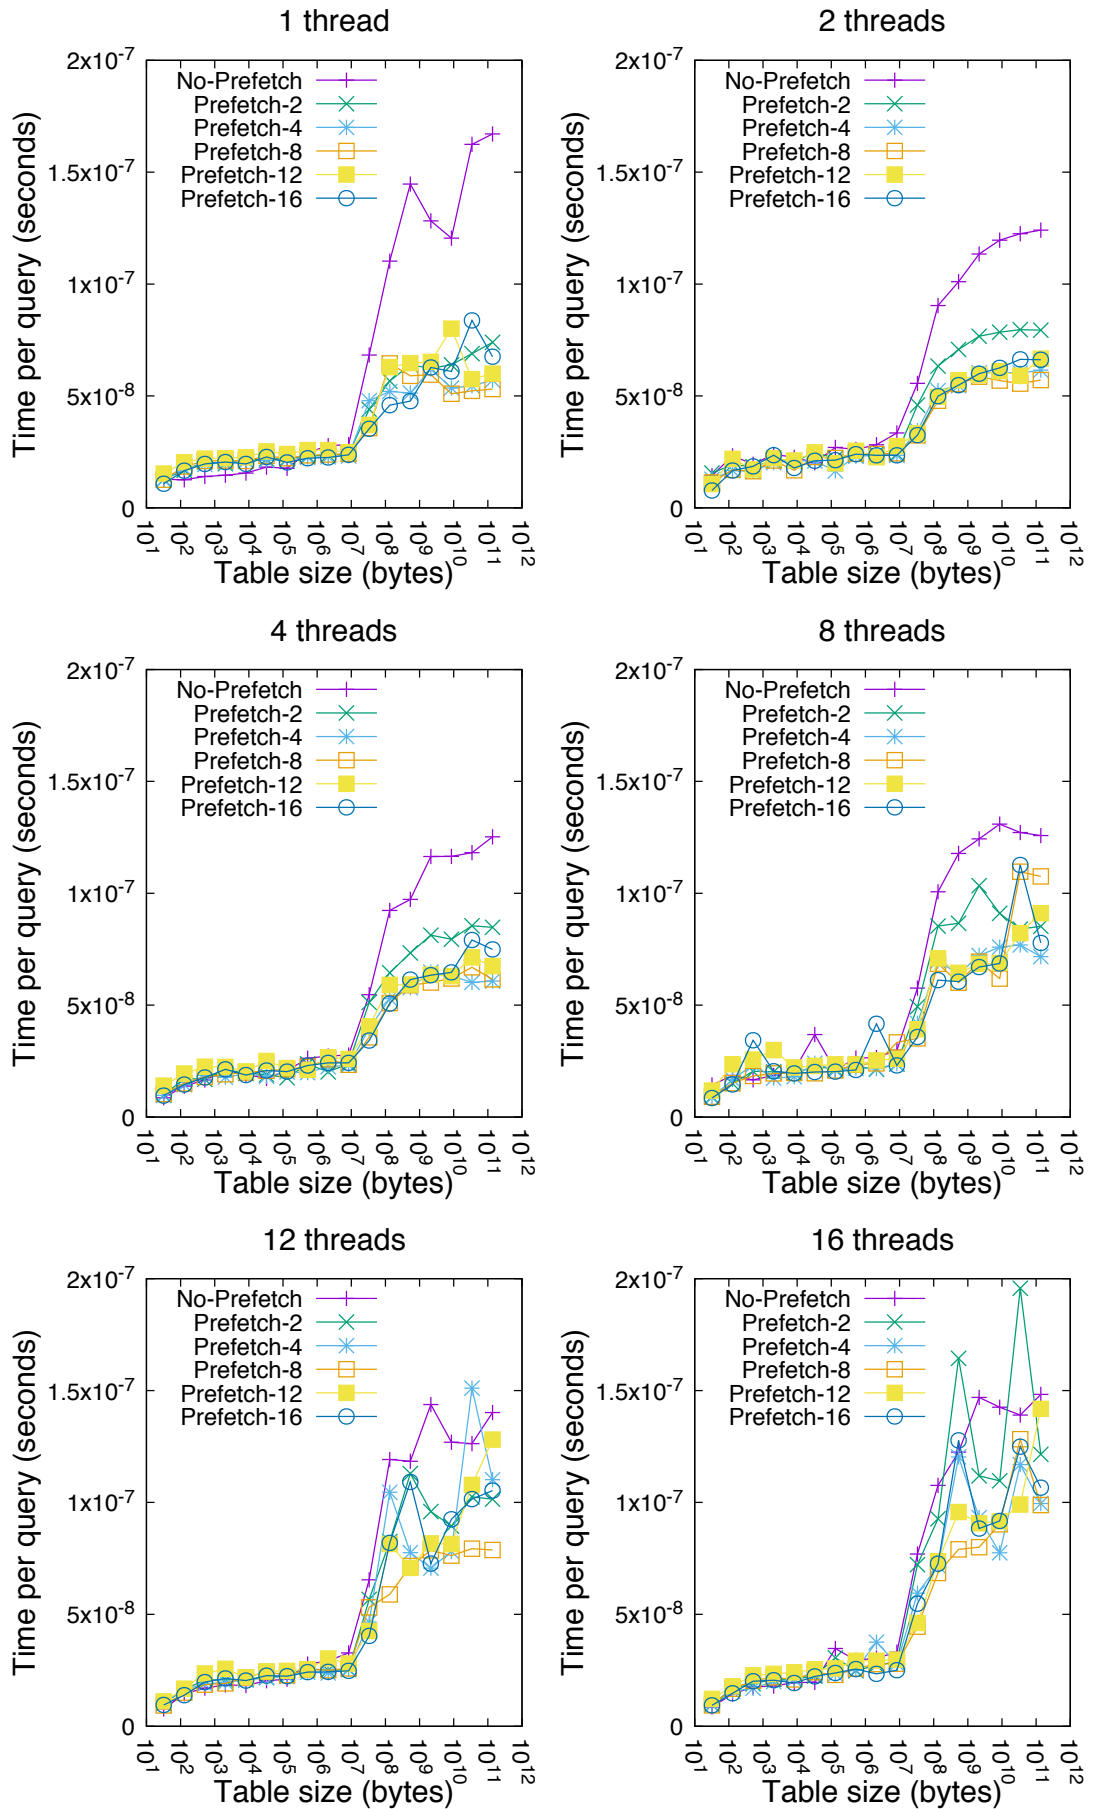 1 thread
2x10-7
1.5x10-7
1x10-7
5x10-8
0
Time per query (seconds)
No-Prefetch
Prefetch-2
Prefetch-4
Prefetch-8
Prefetch-12
Prefetch-16
101 102 103 104 105 106 107 108 109 1010 1011 1012
Table size (bytes)
2 threads
2x10-7
1.5x10-7
1x10-7
5x10-8
0
Time per query (seconds)
No-Prefetch
Prefetch-2
Prefetch-4
Prefetch-8
Prefetch-12
Prefetch-16
101 102 103 104 105 106 107 108 109 1010 1011 1012
Table size (bytes)
4 threads
2x10-7
1.5x10-7
1x10-7
5x10-8
0
Time per query (seconds)
No-Prefetch
Prefetch-2
Prefetch-4
Prefetch-8
Prefetch-12
Prefetch-16
101 102 103 104 105 106 107 108 109 1010 1011 1012
Table size (bytes)
8 threads
2x10-7
1.5x10-7
1x10-7
5x10-8
0
Time per query (seconds)
No-Prefetch
Prefetch-2
Prefetch-4
Prefetch-8
Prefetch-12
Prefetch-16
101 102 103 104 105 106 107 108 109 1010 1011 1012
Table size (bytes)
12 threads
2x10-7
1.5x10-7
1x10-7
5x10-8
0
Time per query (seconds)
No-Prefetch
Prefetch-2
Prefetch-4
Prefetch-8
Prefetch-12
Prefetch-16
101 102 103 104 105 106 107 108 109 1010 1011 1012
Table size (bytes)
16 threads
2x10-7
1.5x10-7
1x10-7
5x10-8
0
Time per query (seconds)
No-Prefetch
Prefetch-2
Prefetch-4
Prefetch-8
Prefetch-12
Prefetch-16
101 102 103 104 105 106 107 108 109 1010 1011 1012
Table size (bytes)